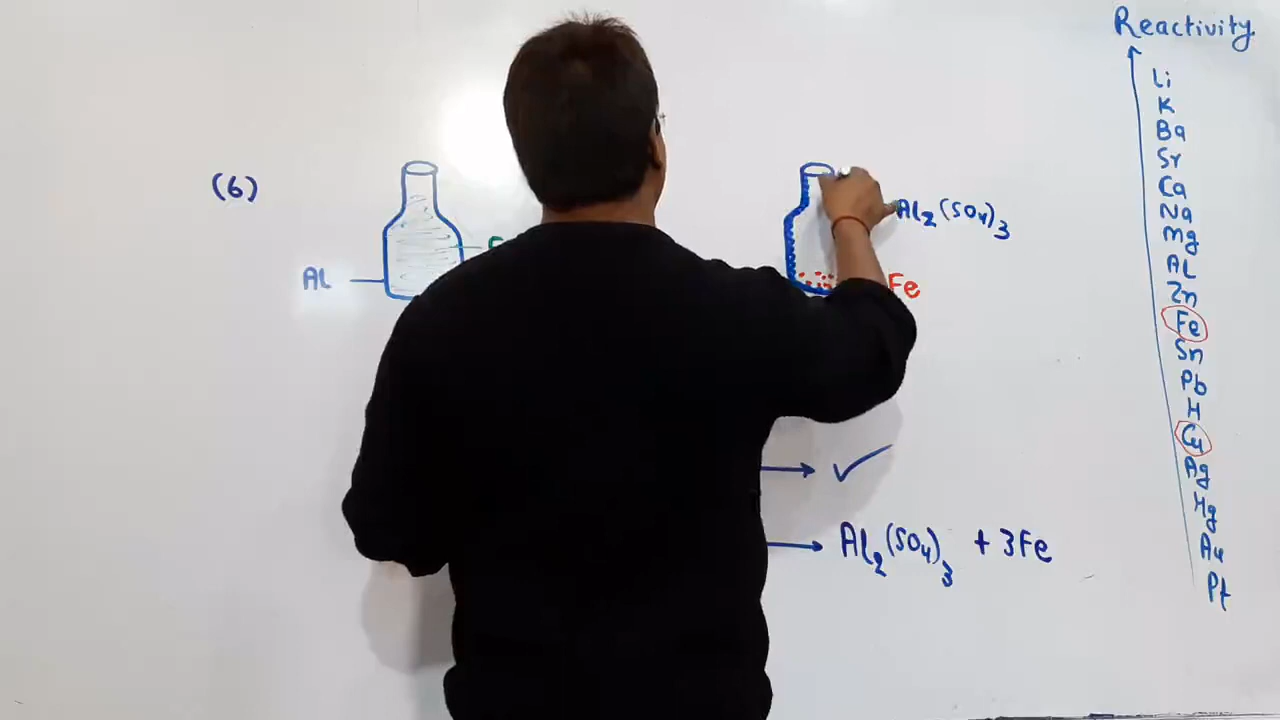 Reactivity
Li
K
Ba
Sr
Ca
Na
Mg
Al
Zn
Fe
Sn
Pb
H
Cu
Ag
Hg
Au
Pt
(6)
Al
Al2(SO4)3
Fe
Al2(SO4)3 + 3Fe